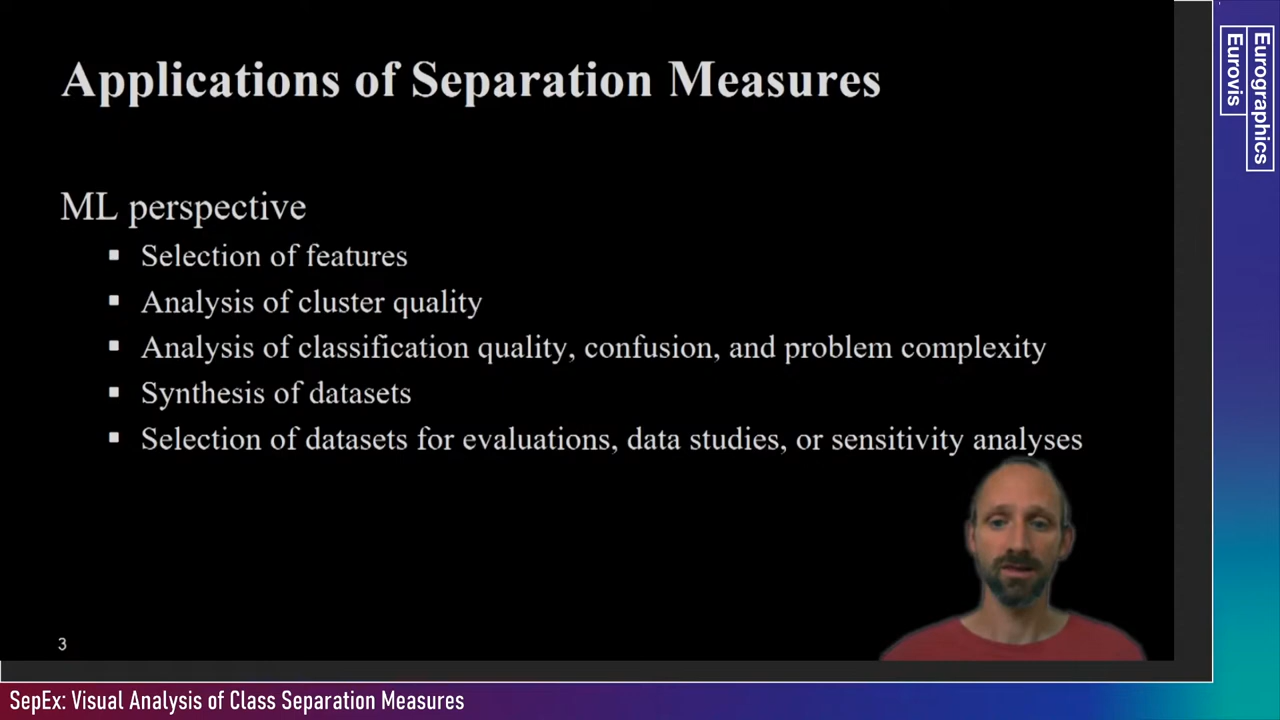 Applications of Separation Measures
ML perspective
▪ Selection of features
▪ Analysis of cluster quality
▪ Analysis of classification quality, confusion, and problem complexity
▪ Synthesis of datasets
▪ Selection of datasets for evaluations, data studies, or sensitivity analyses
3
SepEx: Visual Analysis of Class Separation Measures
Eurographics
Eurovis